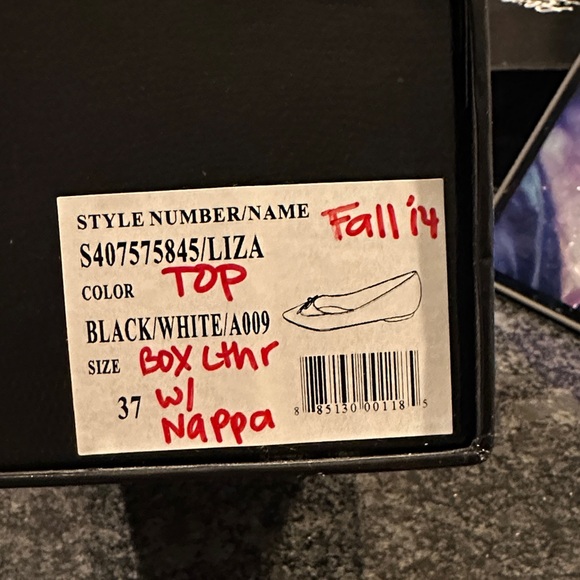 STYLE NUMBER/NAME
Fall '14
S407575845/LIZA
TOP
COLOR
BLACK/WHITE/A009
SIZE
Box Lthr
37
w/
Nappa
8 85130 00118 5